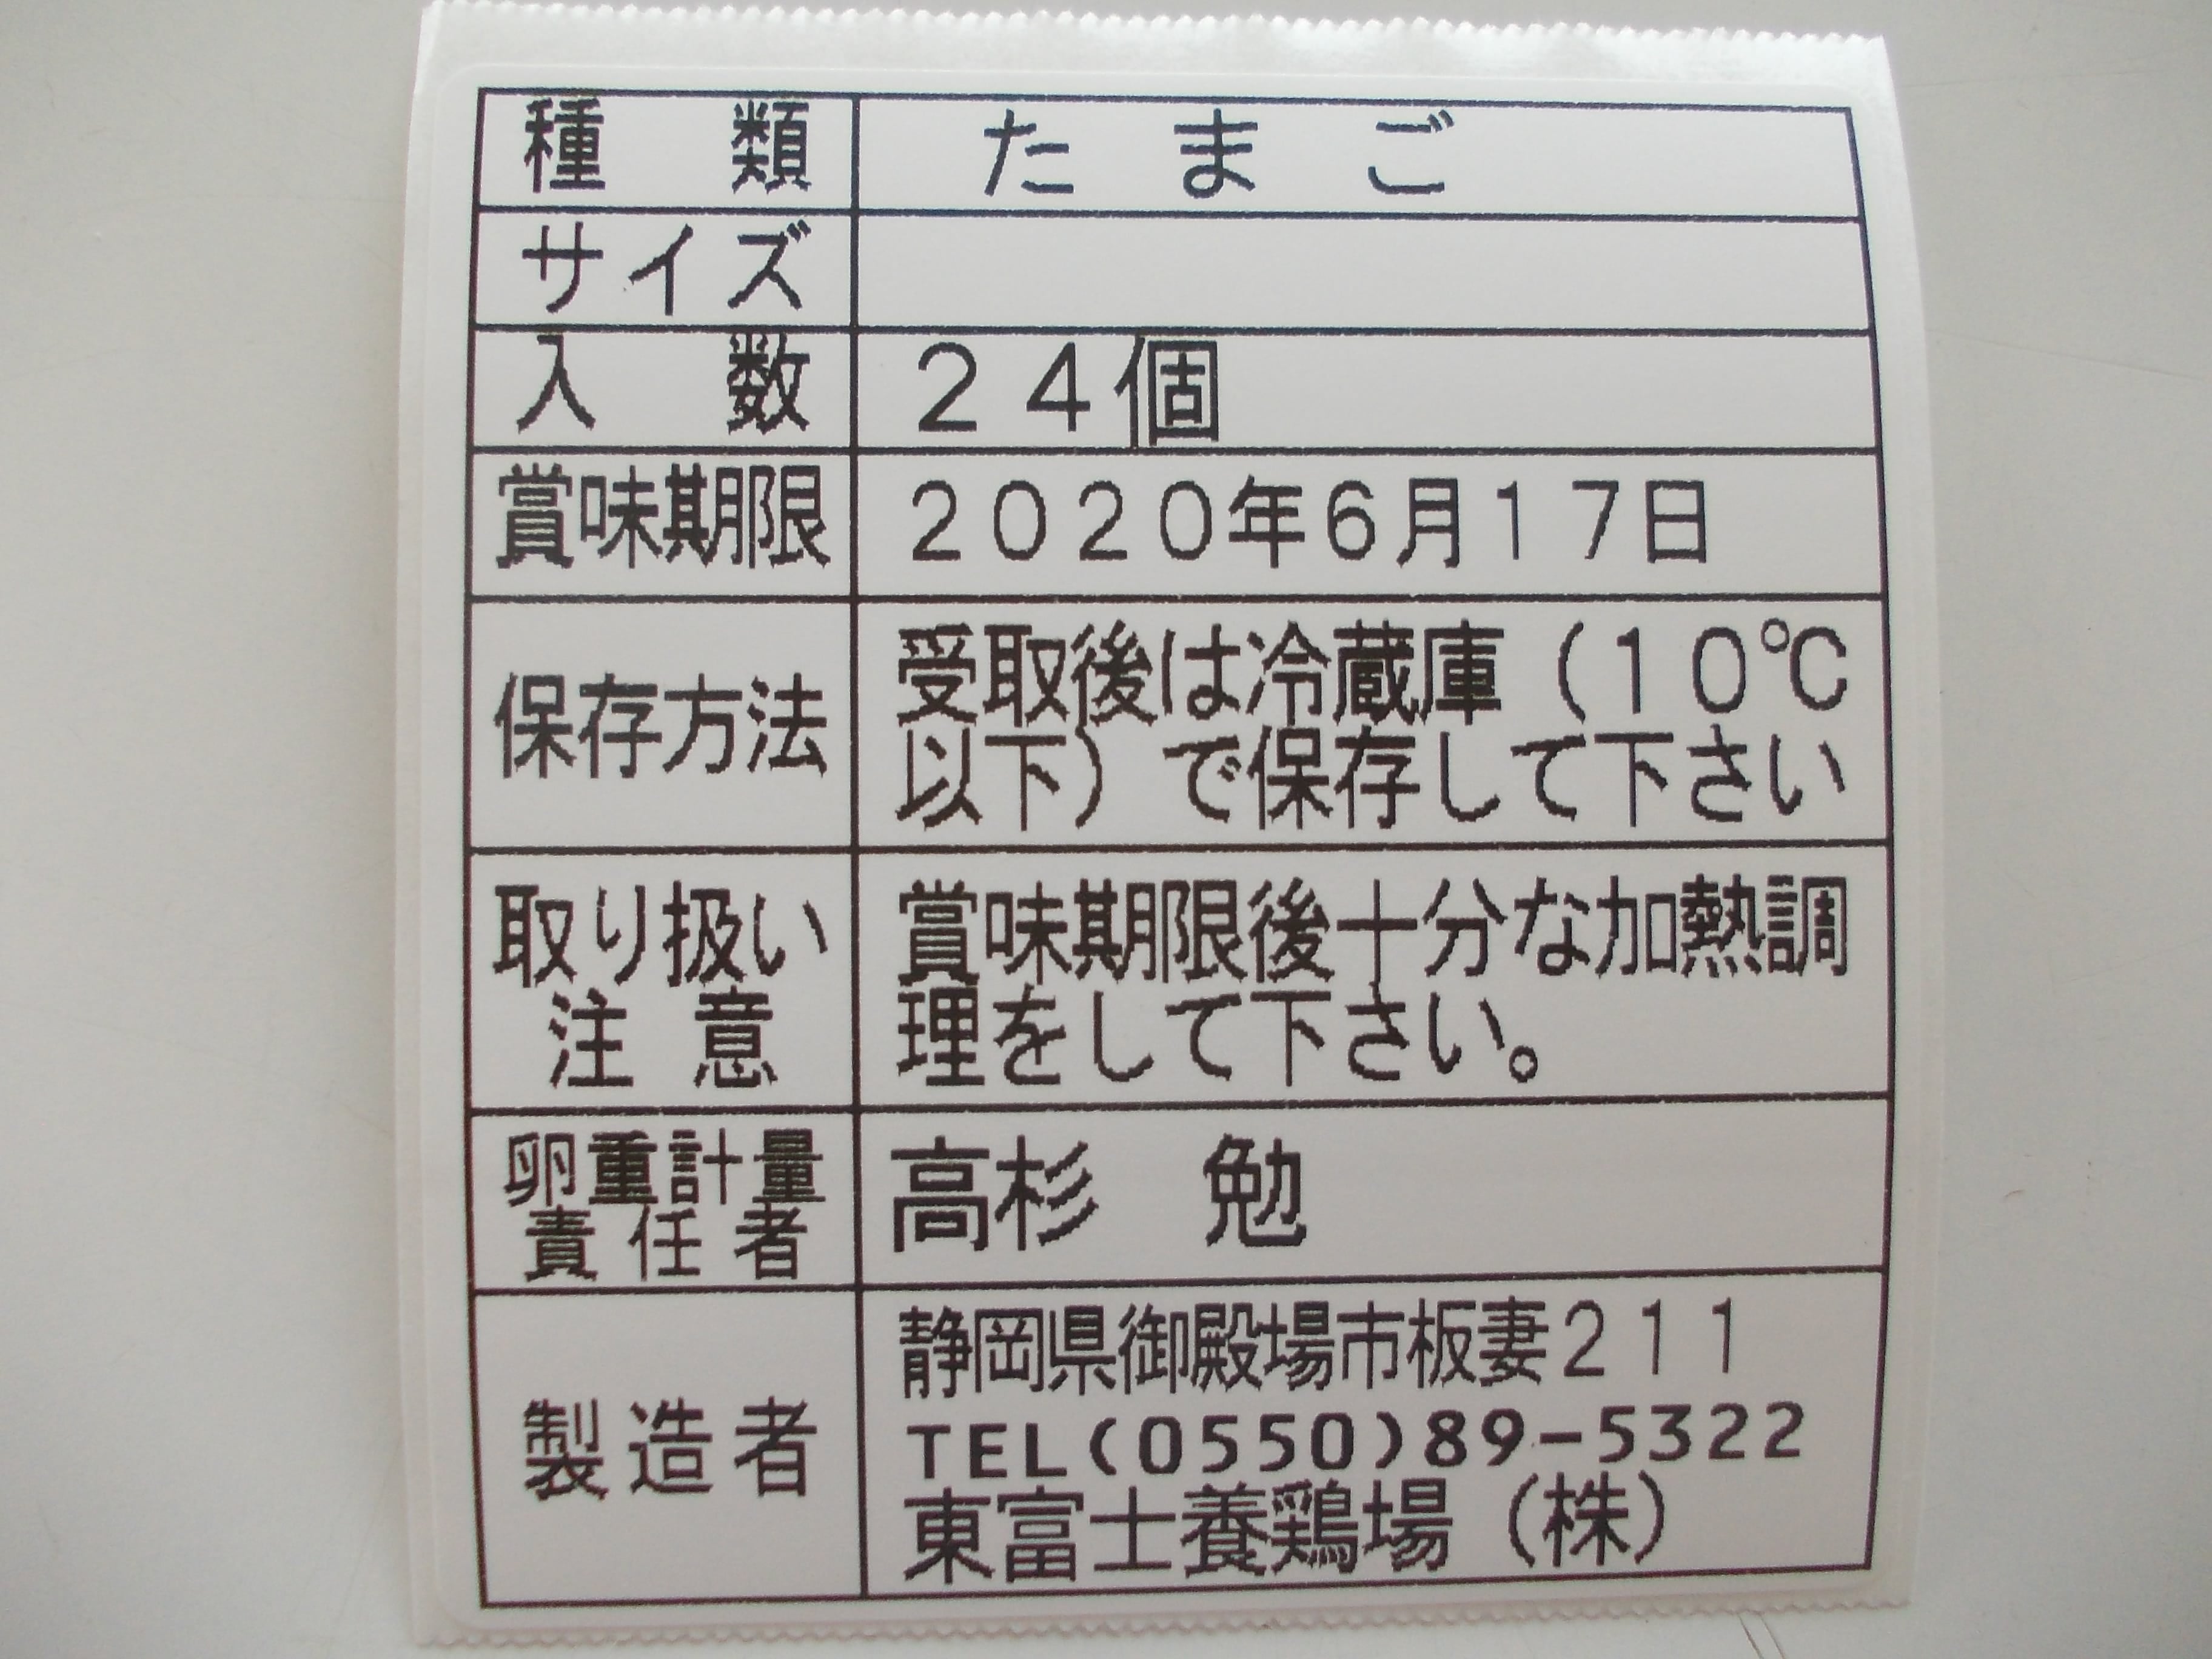 種類 たまご
サイズ
入数 24個
賞味期限 2020年6月17日
保存方法 受取後は冷蔵庫（10℃
以下）で保存して下さい
取り扱い
注意
賞味期限後十分な加熱調
理をして下さい。
卵重計量
責任者
高杉 勉
製造者
静岡県御殿場市板妻211
TEL(0550)89-5322
東富士養鶏場（株）